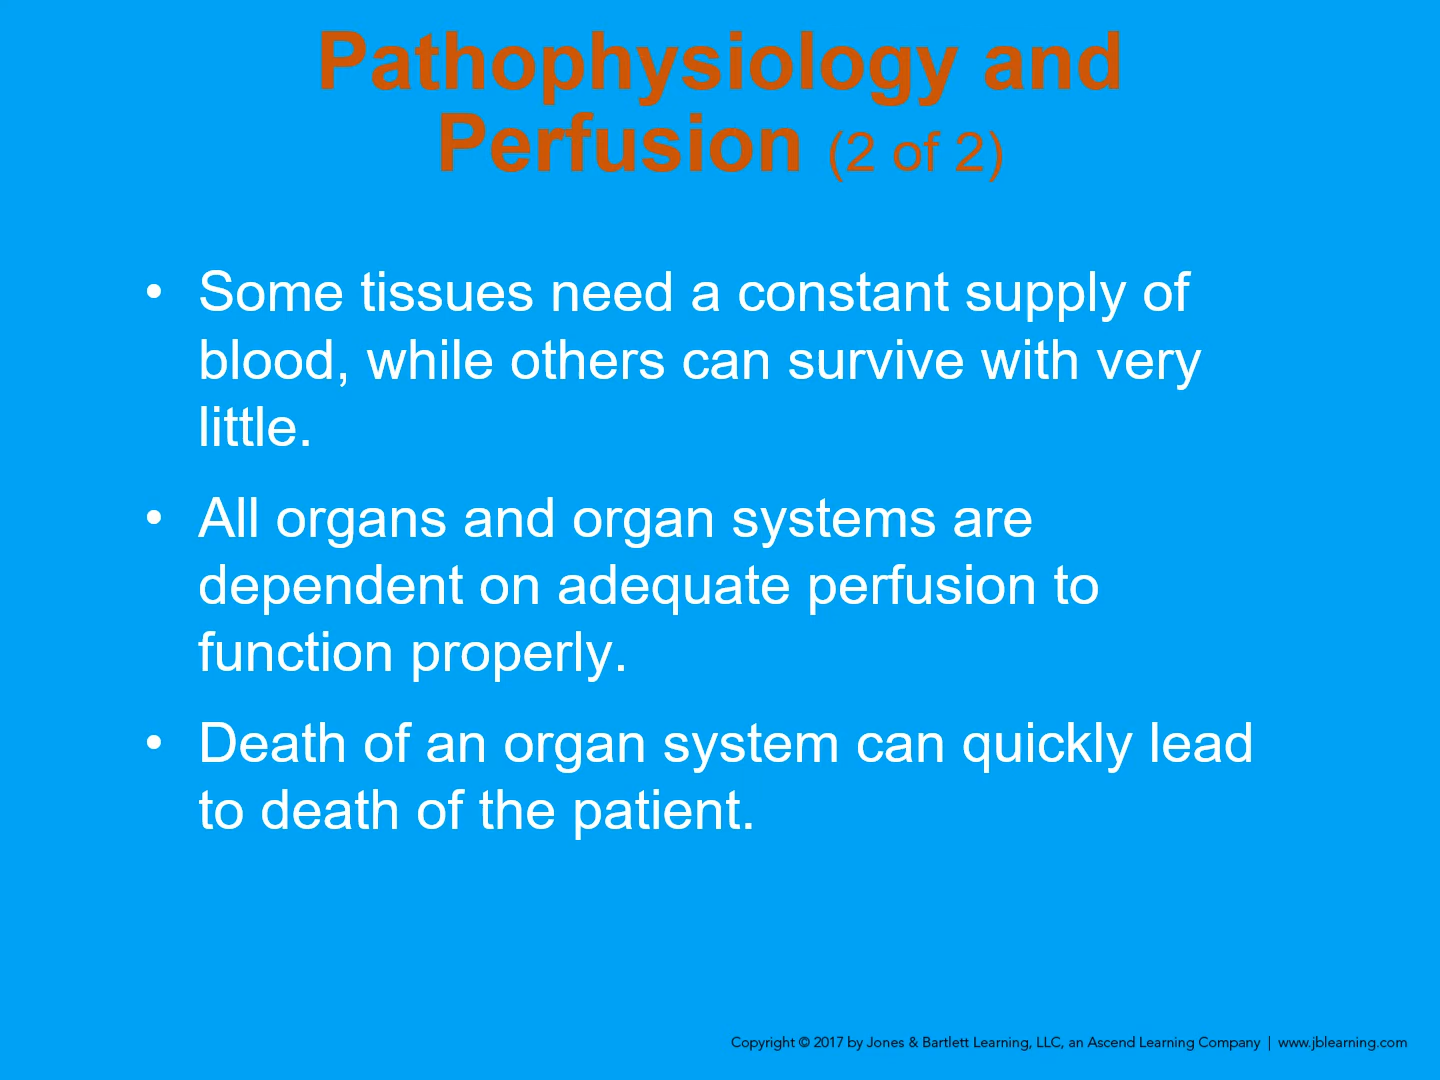 Pathophysiology and
Perfusion (2 of 2)
• Some tissues need a constant supply of
blood, while others can survive with very
little.
• All organs and organ systems are
dependent on adequate perfusion to
function properly.
• Death of an organ system can quickly lead
to death of the patient.
Copyright © 2017 by Jones & Bartlett Learning, LLC, an Ascend Learning Company | www.jblearning.com